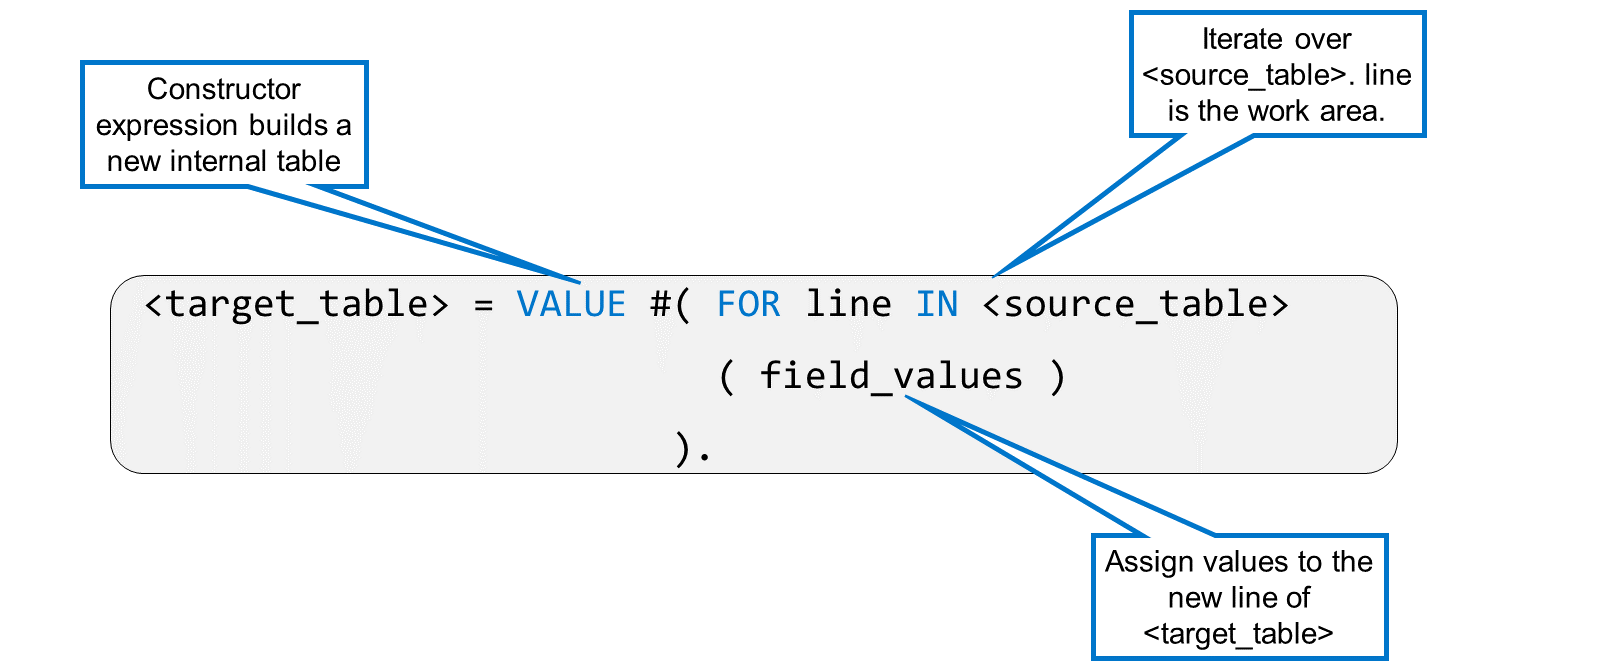 Iterate over
<source_table>. line
is the work area.
Constructor
expression builds a
new internal table
<target_table> = VALUE #( FOR line IN <source_table>
( field_values )
).
Assign values to the
new line of
<target_table>